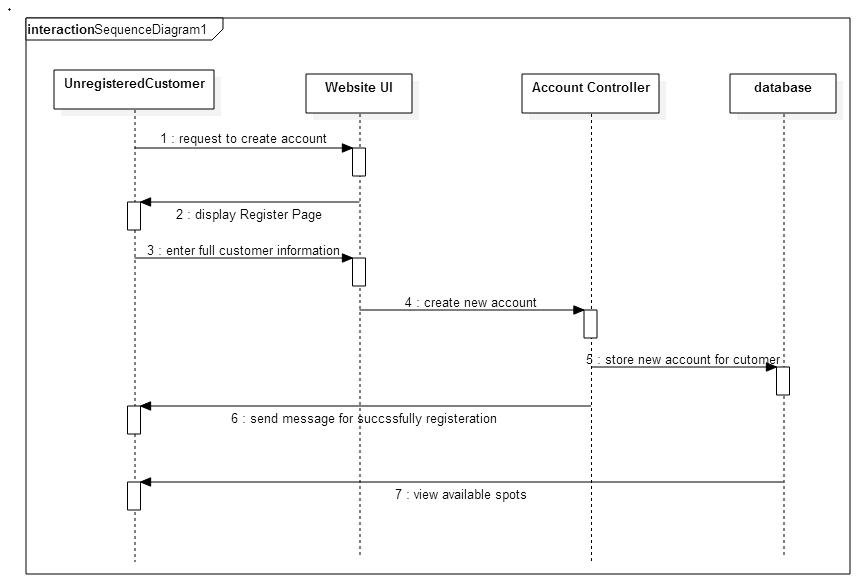 interactionSequenceDiagram1
UnregisteredCustomer
Website UI
Account Controller
database
1 : request to create account
2 : display Register Page
3 : enter full customer information
4 : create new account
5 : store new account for cutomer
6 : send message for succssfully registeration
7 : view available spots